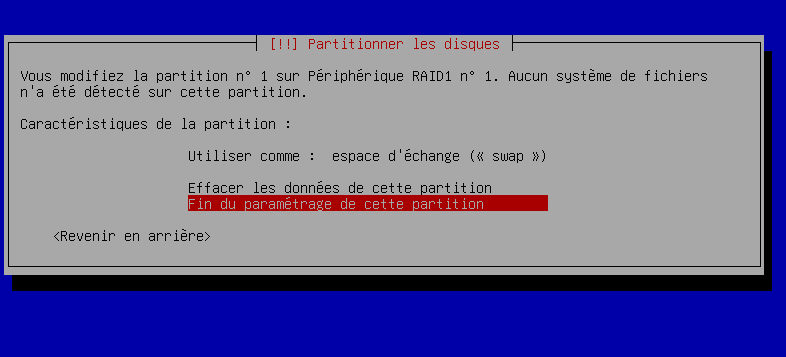 [!!] Partitionner les disques
Vous modifiez la partition n° 1 sur Périphérique RAID1 n° 1. Aucun système de fichiers
n'a été détecté sur cette partition.
Caractéristiques de la partition :
Utiliser comme : espace d'échange (« swap »)
Effacer les données de cette partition
Fin du paramétrage de cette partition
<Revenir en arrière>